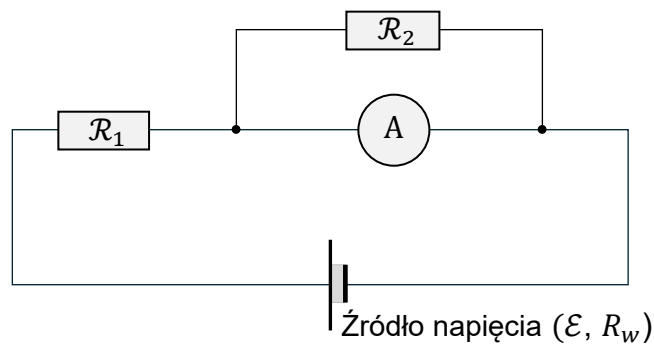 ℛ₂
ℛ₁
A
Źródło napięcia (ℰ, R_w)